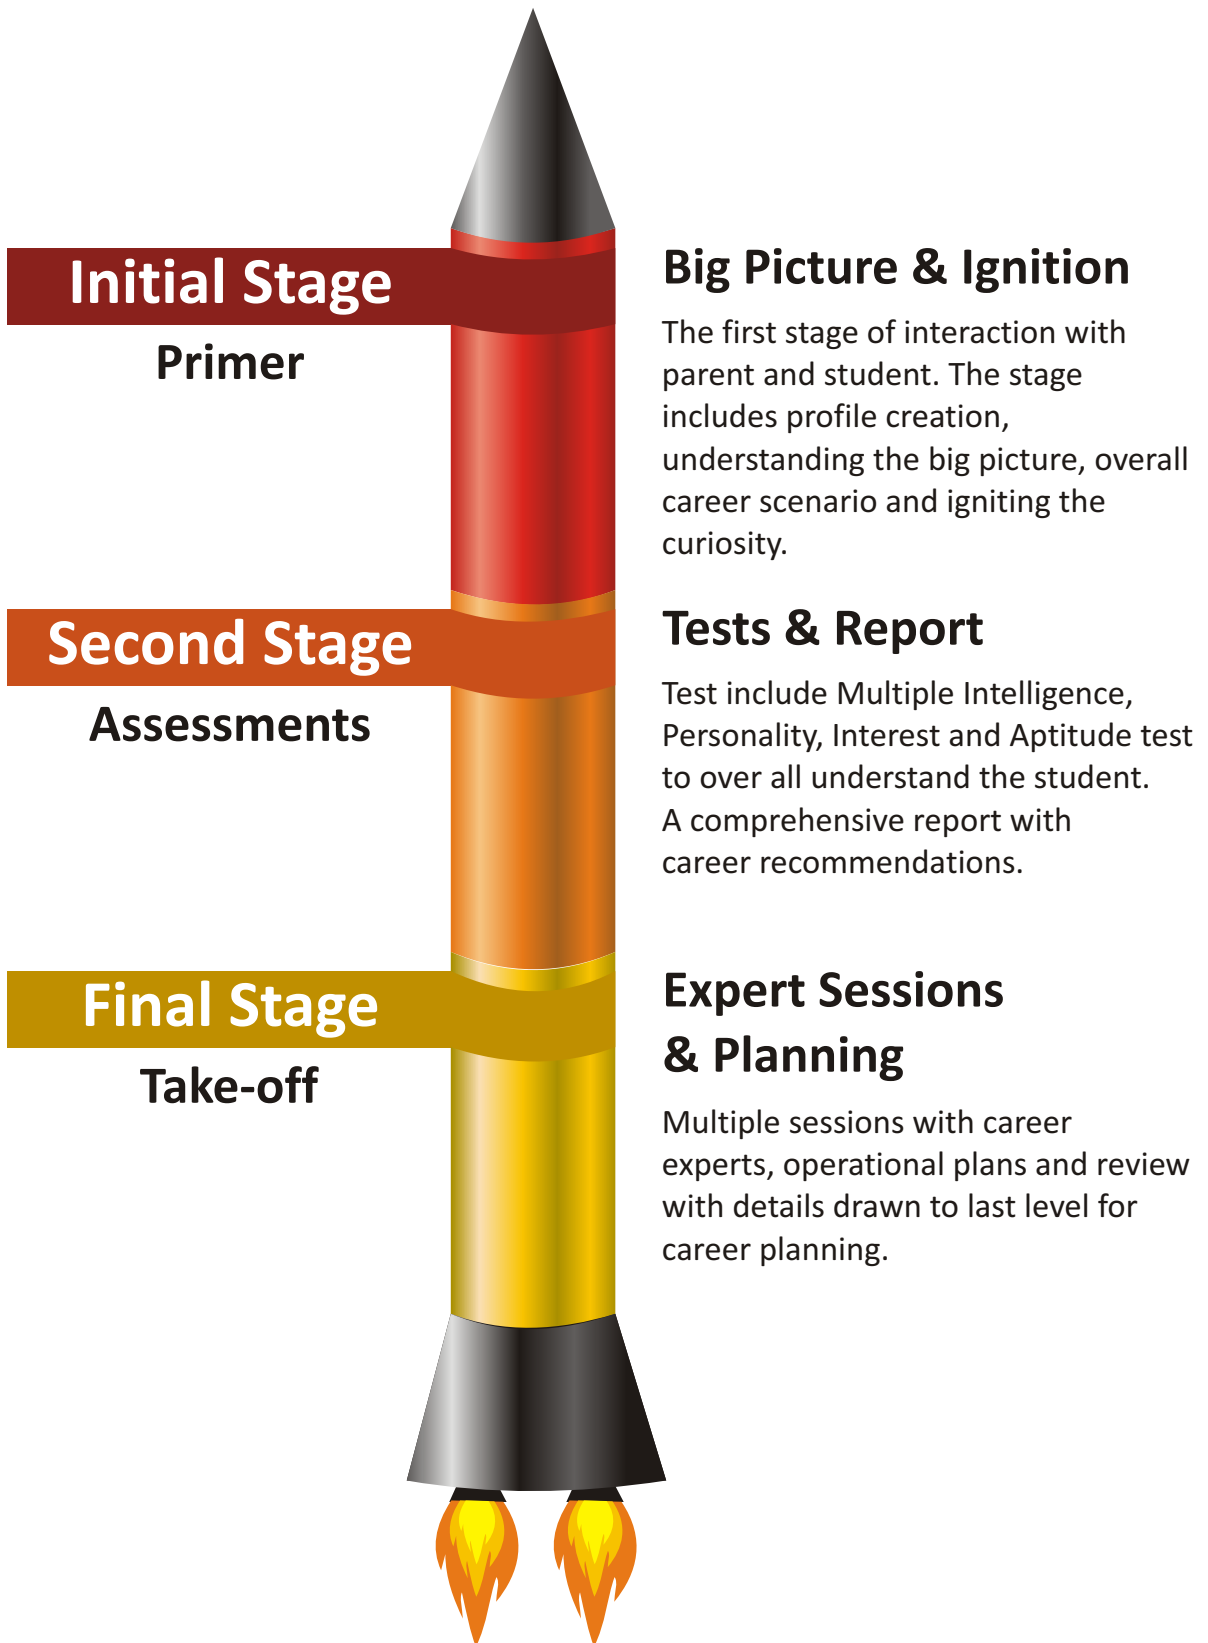 Initial Stage
Primer
Big Picture & Ignition
The first stage of interaction with
parent and student. The stage
includes profile creation,
understanding the big picture, overall
career scenario and igniting the
curiosity.
Second Stage
Assessments
Tests & Report
Test include Multiple Intelligence,
Personality, Interest and Aptitude test
to over all understand the student.
A comprehensive report with
career recommendations.
Final Stage
Take-off
Expert Sessions
& Planning
Multiple sessions with career
experts, operational plans and review
with details drawn to last level for
career planning.